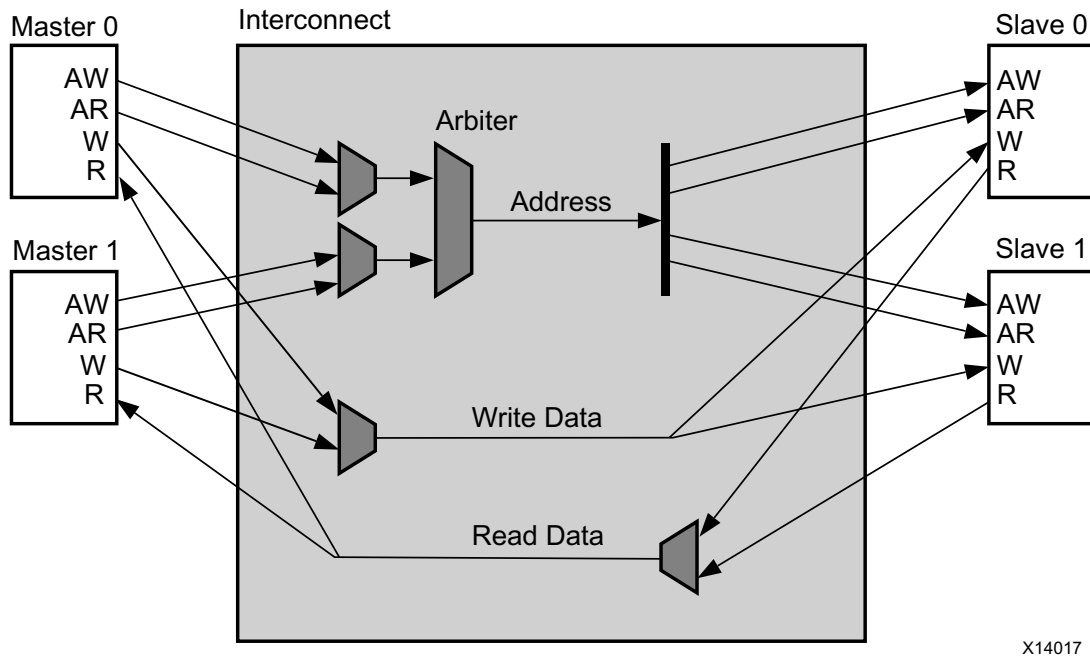 Interconnect
Master 0
Slave 0
AW
AR
W
R
Arbiter
Address
AW
AR
W
R
Master 1
Slave 1
AW
AR
W
R
AW
AR
W
R
Write Data
Read Data
X14017